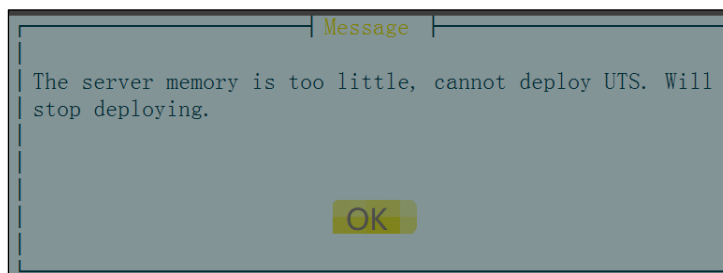 Message
The server memory is too little, cannot deploy UTS. Will
stop deploying.
OK